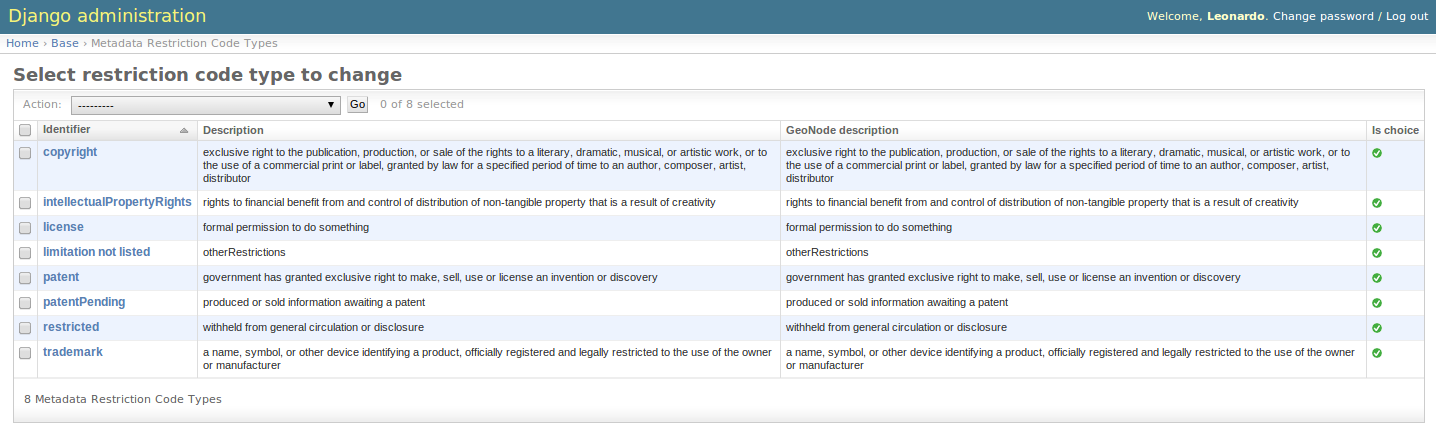 Django administration
Welcome, Leonardo. Change password / Log out
Home › Base › Metadata Restriction Code Types
Select restriction code type to change
Action: --------- Go 0 of 8 selected
Identifier Description GeoNode description Is choice
copyright exclusive right to the publication, production, or sale of the rights to a literary, dramatic, musical, or artistic work, or to exclusive right to the publication, production, or sale of the rights to a literary, dramatic, musical, or artistic work, or to
the use of a commercial print or label, granted by law for a specified period of time to an author, composer, artist, the use of a commercial print or label, granted by law for a specified period of time to an author, composer, artist,
distributor distributor
intellectualPropertyRights rights to financial benefit from and control of distribution of non-tangible property that is a result of creativity rights to financial benefit from and control of distribution of non-tangible property that is a result of creativity
license formal permission to do something formal permission to do something
limitation not listed otherRestrictions otherRestrictions
patent government has granted exclusive right to make, sell, use or license an invention or discovery government has granted exclusive right to make, sell, use or license an invention or discovery
patentPending produced or sold information awaiting a patent produced or sold information awaiting a patent
restricted withheld from general circulation or disclosure withheld from general circulation or disclosure
trademark a name, symbol, or other device identifying a product, officially registered and legally restricted to the use of the owner a name, symbol, or other device identifying a product, officially registered and legally restricted to the use of the owner
or manufacturer or manufacturer
8 Metadata Restriction Code Types